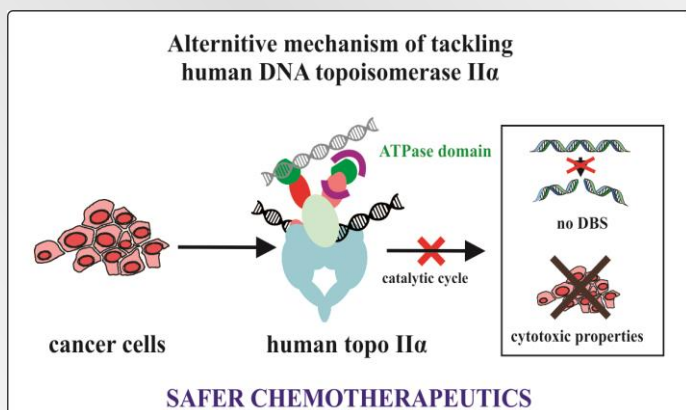 Alternitive mechanism of tackling
human DNA topoisomerase IIα
ATPase domain
no DBS
catalytic cycle
cytotoxic properties
cancer cells
human topo IIα
SAFER CHEMOTHERAPEUTICS